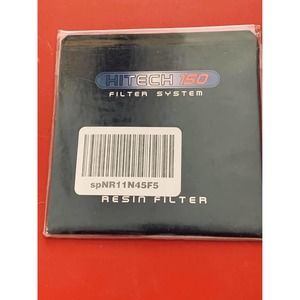 HITECH 150
FILTER SYSTEM
spNR11N45F5
RESIN FILTER